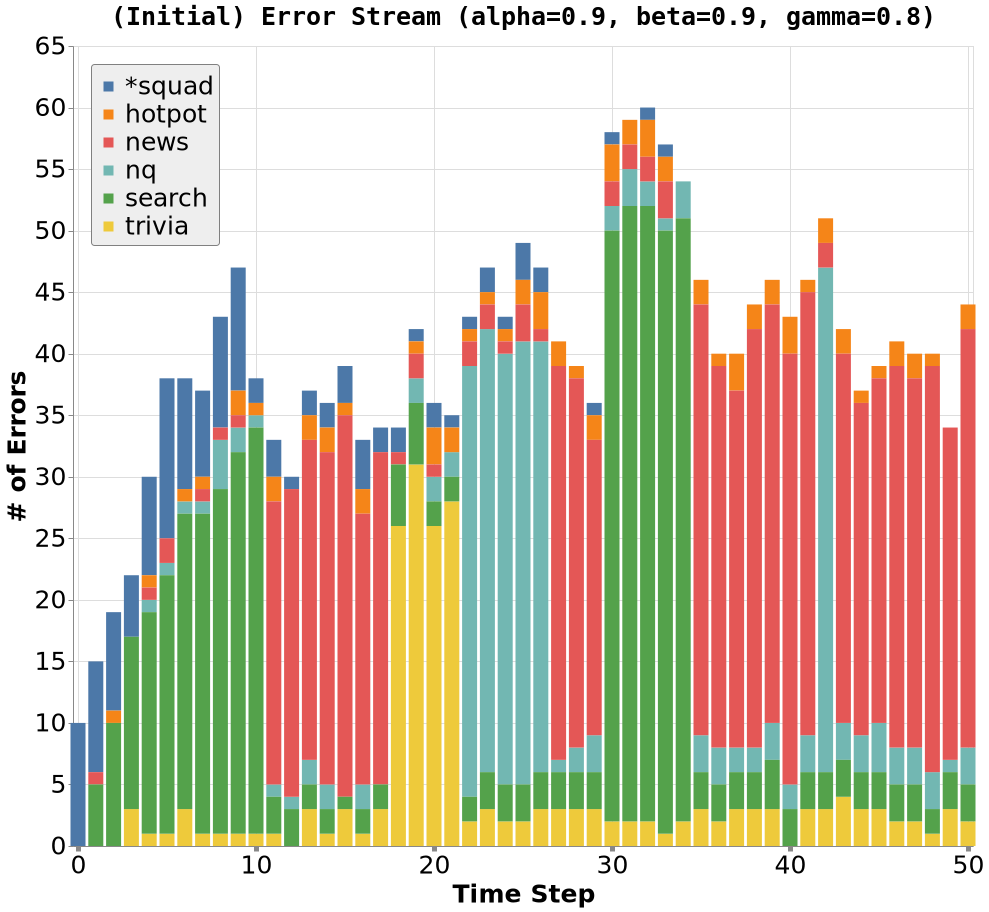 (Initial) Error Stream (alpha=0.9, beta=0.9, gamma=0.8)
65
60
55
50
45
40
35
30
25
20
15
10
5
0
# of Errors
*squad
hotpot
news
nq
search
trivia
0 10 20 30 40 50
Time Step